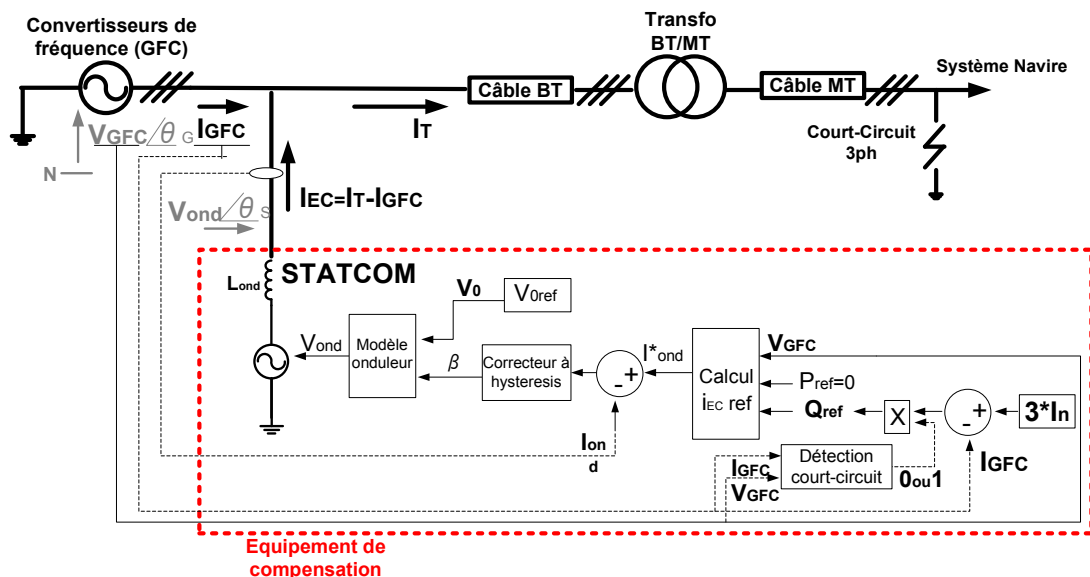 Convertisseurs de
fréquence (GFC)
Transfo
BT/MT
Système Navire
Câble BT
Câble MT
IGFC
IT
VGFC/θG
N
Court-Circuit
3ph
IEC=IT-IGFC
Vond/θS
Lond
STATCOM
V0
V0ref
Vond
Modèle
onduleur
β
Correcteur à
hysteresis
- +
I*ond
Calcul
iEC ref
VGFC
Pref=0
Qref
X
- +
3*In
IGFC
Ion
d
IGFC
VGFC
Détection
court-circuit
0ou1
Equipement de
compensation